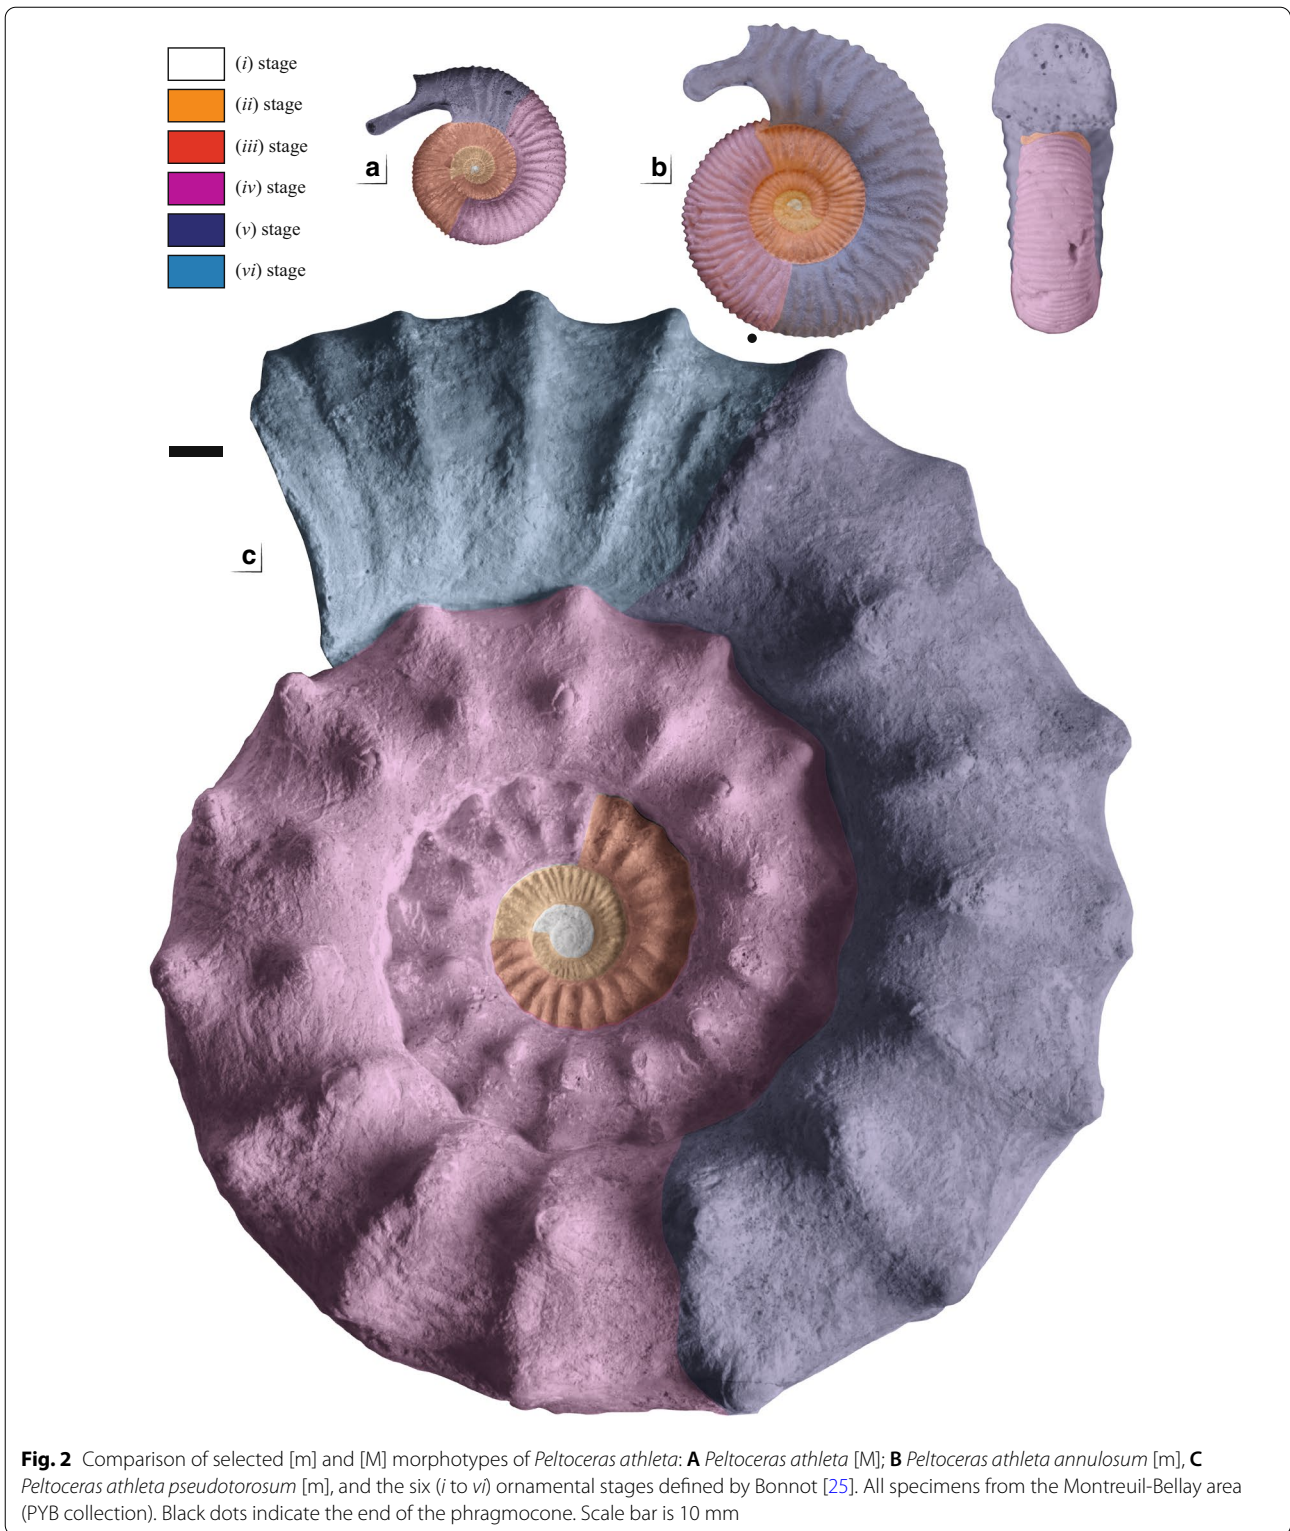 (i) stage
(ii) stage
(iii) stage
(iv) stage
(v) stage
(vi) stage
a
b
c
Fig. 2 Comparison of selected [m] and [M] morphotypes of Peltoceras athleta: A Peltoceras athleta [M]; B Peltoceras athleta annulosum [m], C
Peltoceras athleta pseudotorosum [m], and the six (i to vi) ornamental stages defined by Bonnot [25]. All specimens from the Montreuil-Bellay area
(PYB collection). Black dots indicate the end of the phragmocone. Scale bar is 10 mm